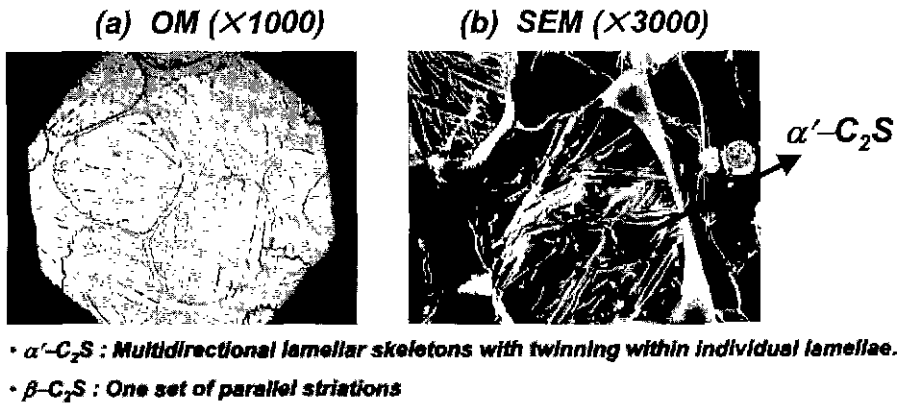 (a) OM (×1000)
(b) SEM (×3000)
α′–C₂S
· α′–C₂S : Multidirectional lamellar skeletons with twinning within individual lamellae.
· β–C₂S : One set of parallel striations